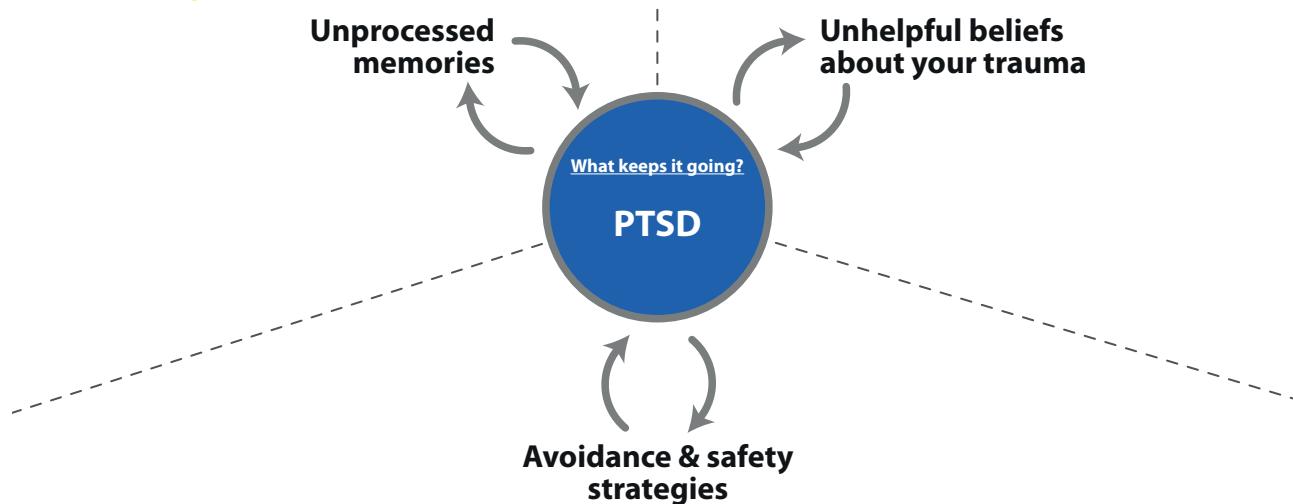 Unprocessed
memories
Unhelpful beliefs
about your trauma
What keeps it going?
PTSD
Avoidance & safety
strategies